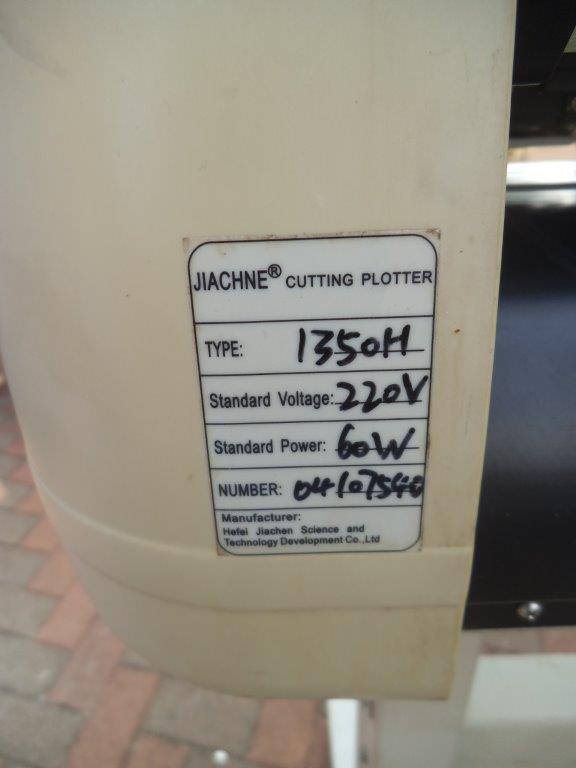 JIACHNE® CUTTING PLOTTER
TYPE: 1350H
Standard Voltage: 220V
Standard Power: 60W
NUMBER: 04107540
Manufacturer:
Hefei Jiachen Science and
Technology Development Co.,Ltd